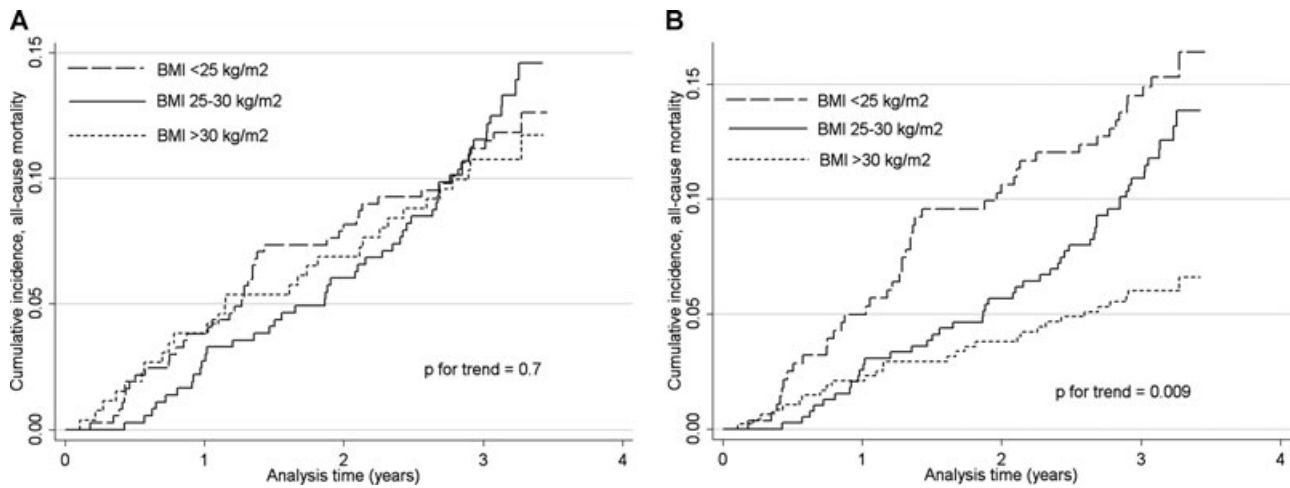 A
Cumulative incidence, all-cause mortality
0.15
0.10
0.05
0.00
BMI <25 kg/m2
BMI 25-30 kg/m2
BMI >30 kg/m2
p for trend = 0.7
0 1 2 3 4
Analysis time (years)
B
Cumulative incidence, all-cause mortality
0.15
0.10
0.05
0.00
BMI <25 kg/m2
BMI 25-30 kg/m2
BMI >30 kg/m2
p for trend = 0.009
0 1 2 3 4
Analysis time (years)